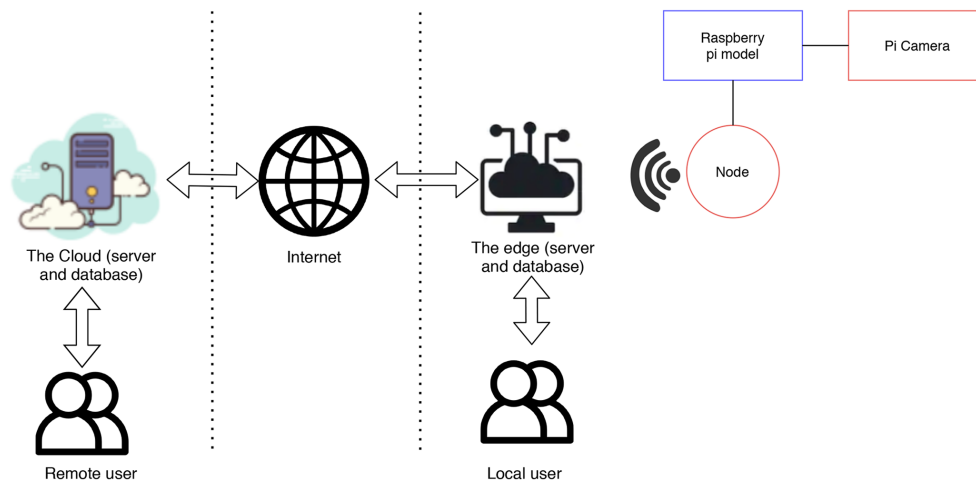 Raspberry
pi model
Pi Camera
Node
The Cloud (server
and database)
Internet
The edge (server
and database)
Remote user
Local user